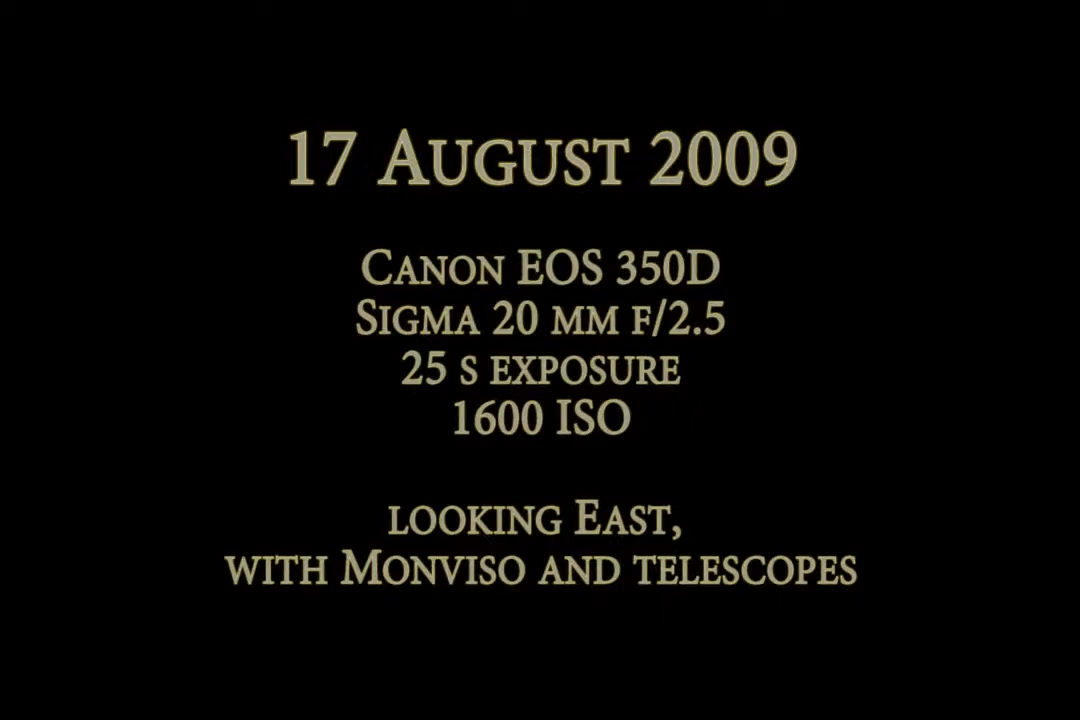 17 August 2009
Canon EOS 350D
Sigma 20 mm f/2.5
25 s exposure
1600 ISO
looking East,
with Monviso and telescopes